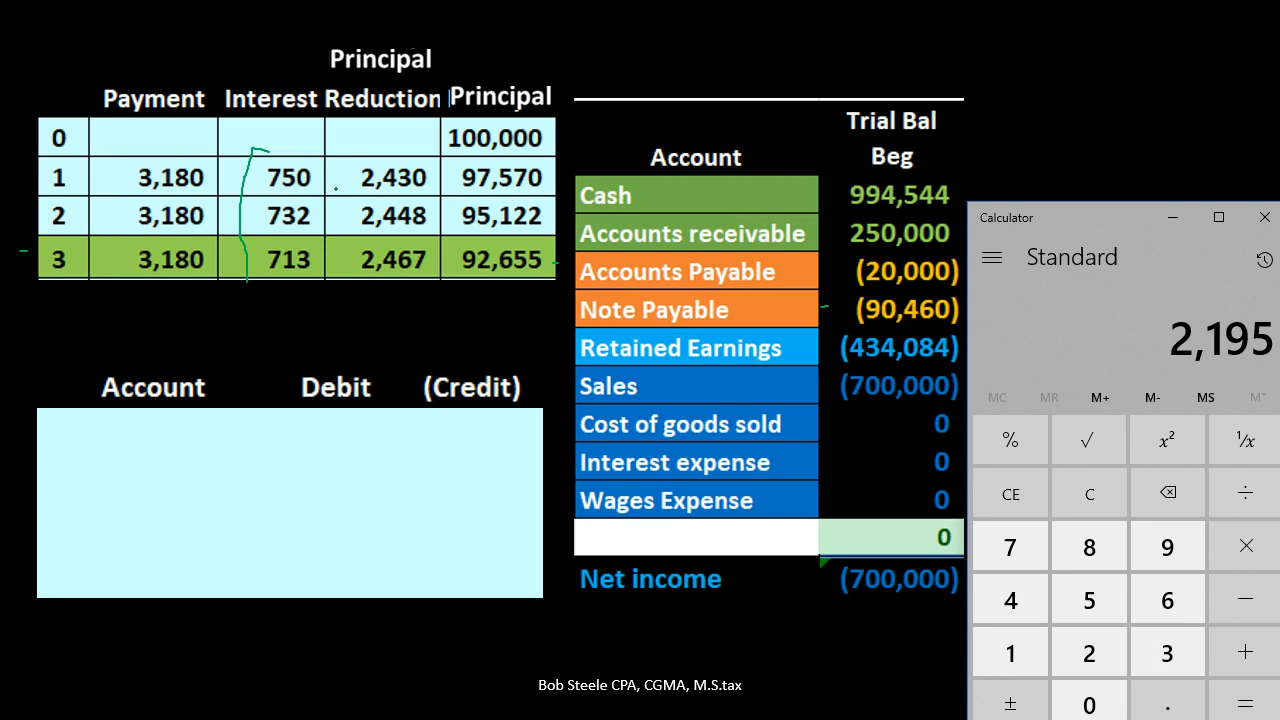 Principal
Payment Interest Reduction Principal
0 100,000
1 3,180 750 2,430 97,570
2 3,180 732 2,448 95,122
3 3,180 713 2,467 92,655
Account Debit (Credit)
Trial Bal
Account Beg
Cash 994,544
Accounts receivable 250,000
Accounts Payable (20,000)
Note Payable (90,460)
Retained Earnings (434,084)
Sales (700,000)
Cost of goods sold 0
Interest expense 0
Wages Expense 0
0
Net income (700,000)
Calculator
Standard
2,195
MC MR M+ M- MS M˅
% √ x² ¹/x
CE C ÷
7 8 9 ×
4 5 6 −
1 2 3 +
± 0 . =
Bob Steele CPA, CGMA, M.S.tax